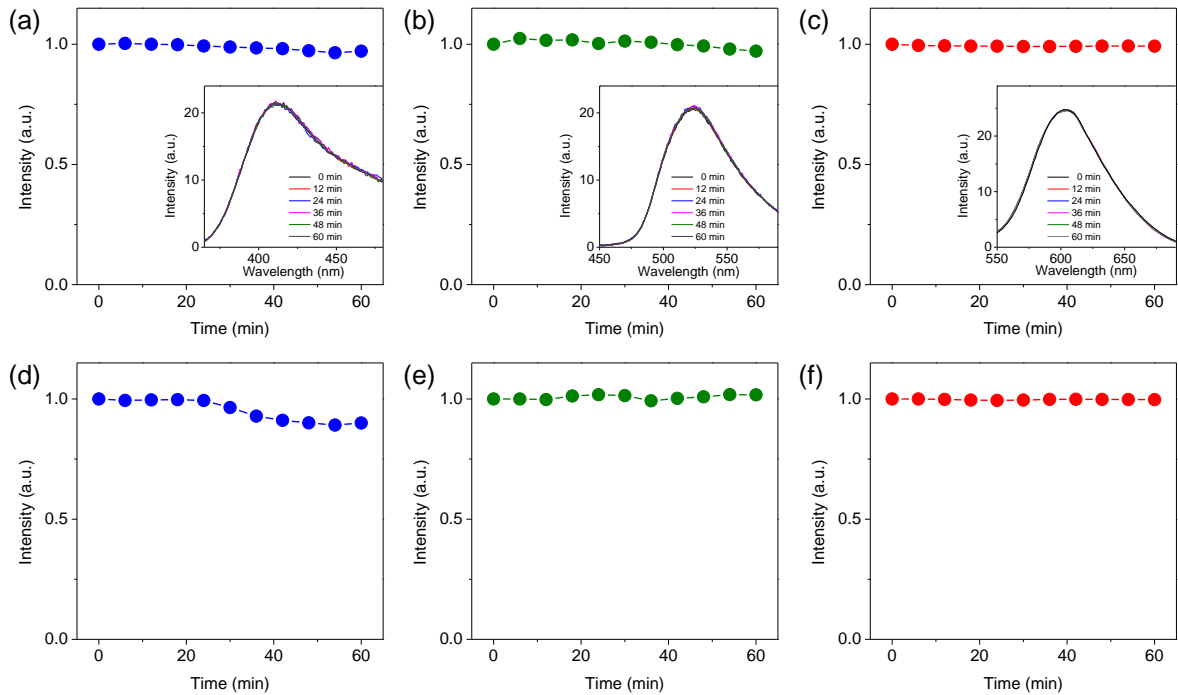 (a)
1.0
0.5
0.0
Intensity (a.u.)
0 20 40 60
Time (min)
20
10
0
Intensity (a.u.)
400 450
Wavelength (nm)
0 min
12 min
24 min
36 min
48 min
60 min
(b)
1.0
0.5
0.0
Intensity (a.u.)
0 20 40 60
Time (min)
20
10
0
Intensity (a.u.)
450 500 550
Wavelength (nm)
0 min
12 min
24 min
36 min
48 min
60 min
(c)
1.0
0.5
0.0
Intensity (a.u.)
0 20 40 60
Time (min)
20
10
0
Intensity (a.u.)
550 600 650
Wavelength (nm)
0 min
12 min
24 min
36 min
48 min
60 min
(d)
1.0
0.5
0.0
Intensity (a.u.)
0 20 40 60
Time (min)
(e)
1.0
0.5
0.0
Intensity (a.u.)
0 20 40 60
Time (min)
(f)
1.0
0.5
0.0
Intensity (a.u.)
0 20 40 60
Time (min)